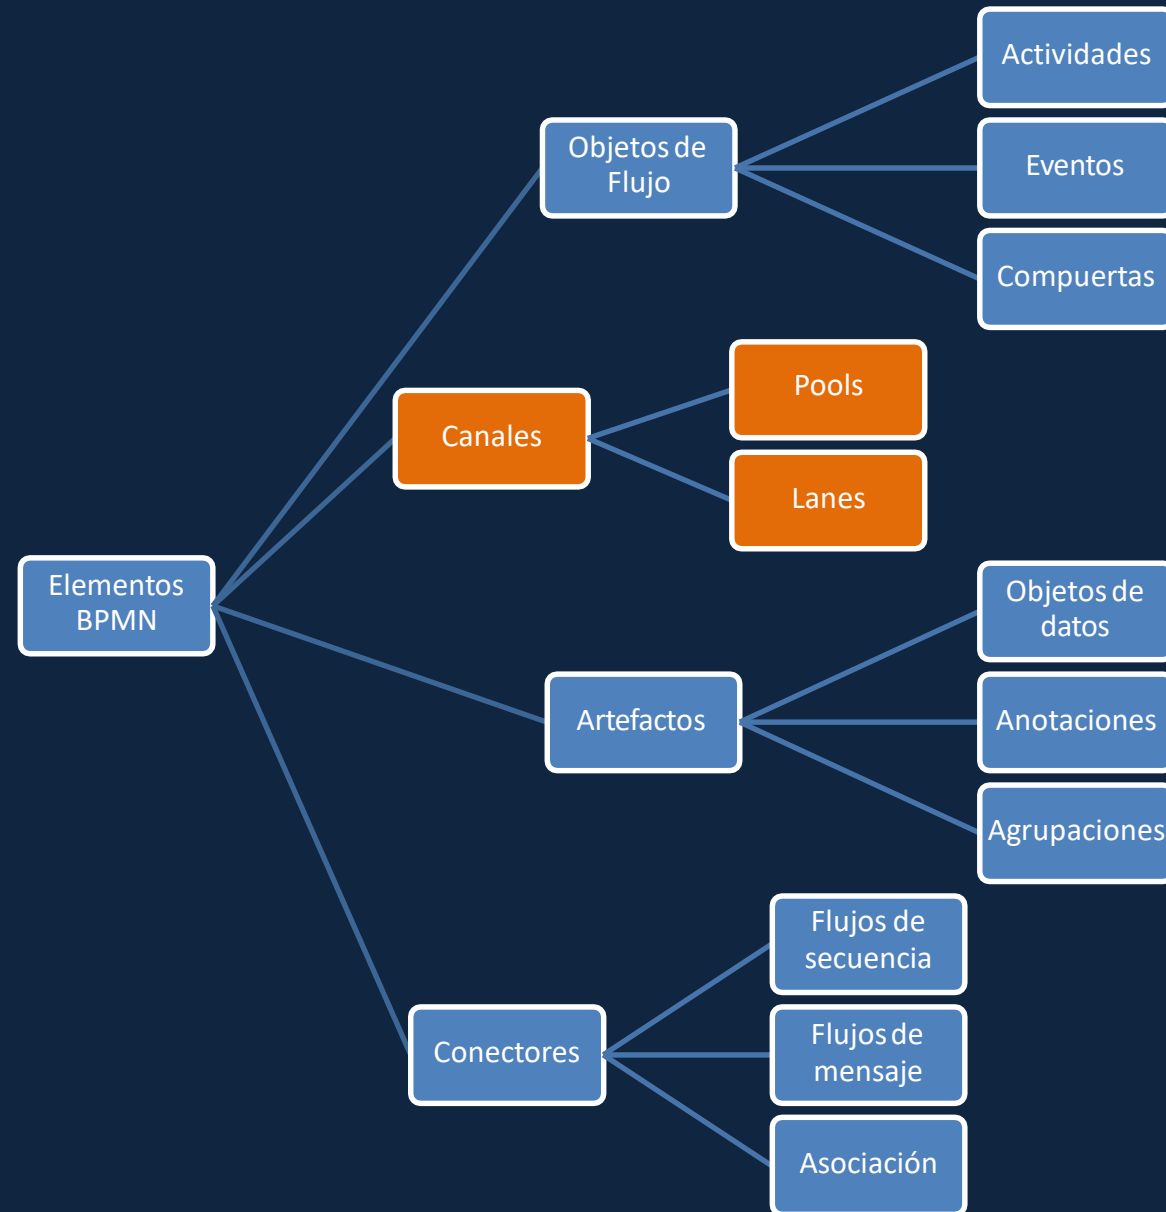 Actividades
Objetos de
Flujo
Eventos
Compuertas
Pools
Canales
Lanes
Elementos
BPMN
Objetos de
datos
Artefactos
Anotaciones
Agrupaciones
Flujos de
secuencia
Conectores
Flujos de
mensaje
Asociación